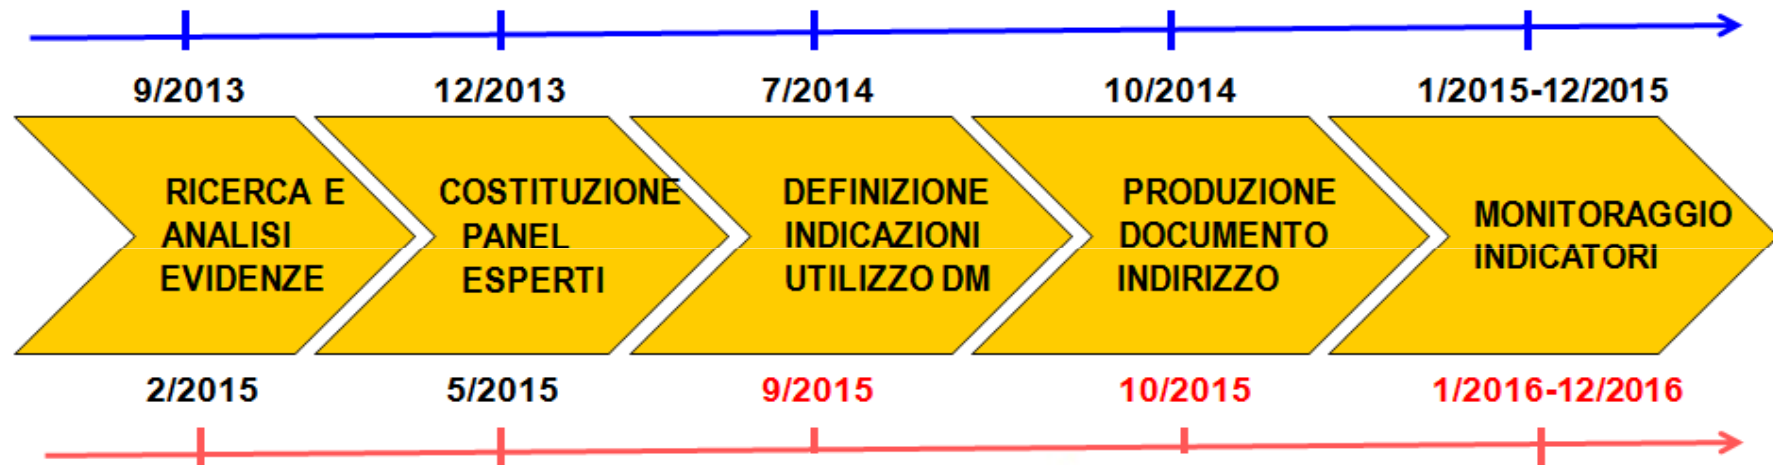 9/2013 12/2013 7/2014 10/2014 1/2015-12/2015
RICERCA E
ANALISI
EVIDENZE
COSTITUZIONE
PANEL
ESPERTI
DEFINIZIONE
INDICAZIONI
UTILIZZO DM
PRODUZIONE
DOCUMENTO
INDIRIZZO
MONITORAGGIO
INDICATORI
2/2015 5/2015 9/2015 10/2015 1/2016-12/2016